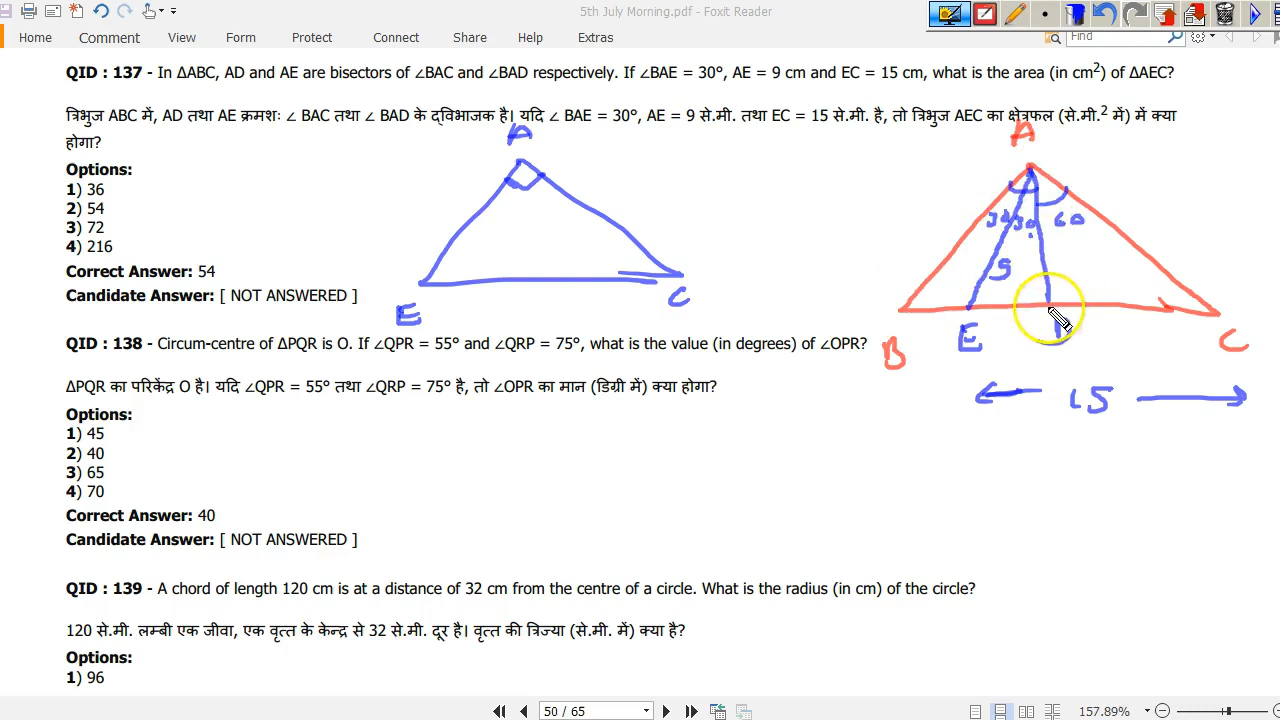 5th July Morning.pdf - Foxit Reader
Home Comment View Form Protect Connect Share Help Extras
Find
QID : 137 - In ΔABC, AD and AE are bisectors of ∠BAC and ∠BAD respectively. If ∠BAE = 30°, AE = 9 cm and EC = 15 cm, what is the area (in cm²) of ΔAEC?
त्रिभुज ABC में, AD तथा AE क्रमशः ∠ BAC तथा ∠ BAD के द्विभाजक है। यदि ∠ BAE = 30°, AE = 9 से.मी. तथा EC = 15 से.मी. है, तो त्रिभुज AEC का क्षेत्रफल (से.मी.² में) में क्या
होगा?
Options:
1) 36
2) 54
3) 72
4) 216
Correct Answer: 54
Candidate Answer: [ NOT ANSWERED ]
A
E
C
A
30 30 60
9
B
E
C
15
QID : 138 - Circum-centre of ΔPQR is O. If ∠QPR = 55° and ∠QRP = 75°, what is the value (in degrees) of ∠OPR?
ΔPQR का परिकेंद्र O है। यदि ∠QPR = 55° तथा ∠QRP = 75° है, तो ∠OPR का मान (डिग्री में) क्या होगा?
Options:
1) 45
2) 40
3) 65
4) 70
Correct Answer: 40
Candidate Answer: [ NOT ANSWERED ]
QID : 139 - A chord of length 120 cm is at a distance of 32 cm from the centre of a circle. What is the radius (in cm) of the circle?
120 से.मी. लम्बी एक जीवा, एक वृत्त के केन्द्र से 32 से.मी. दूर है। वृत्त की त्रिज्या (से.मी. में) क्या है?
Options:
1) 96
50 / 65
157.89%